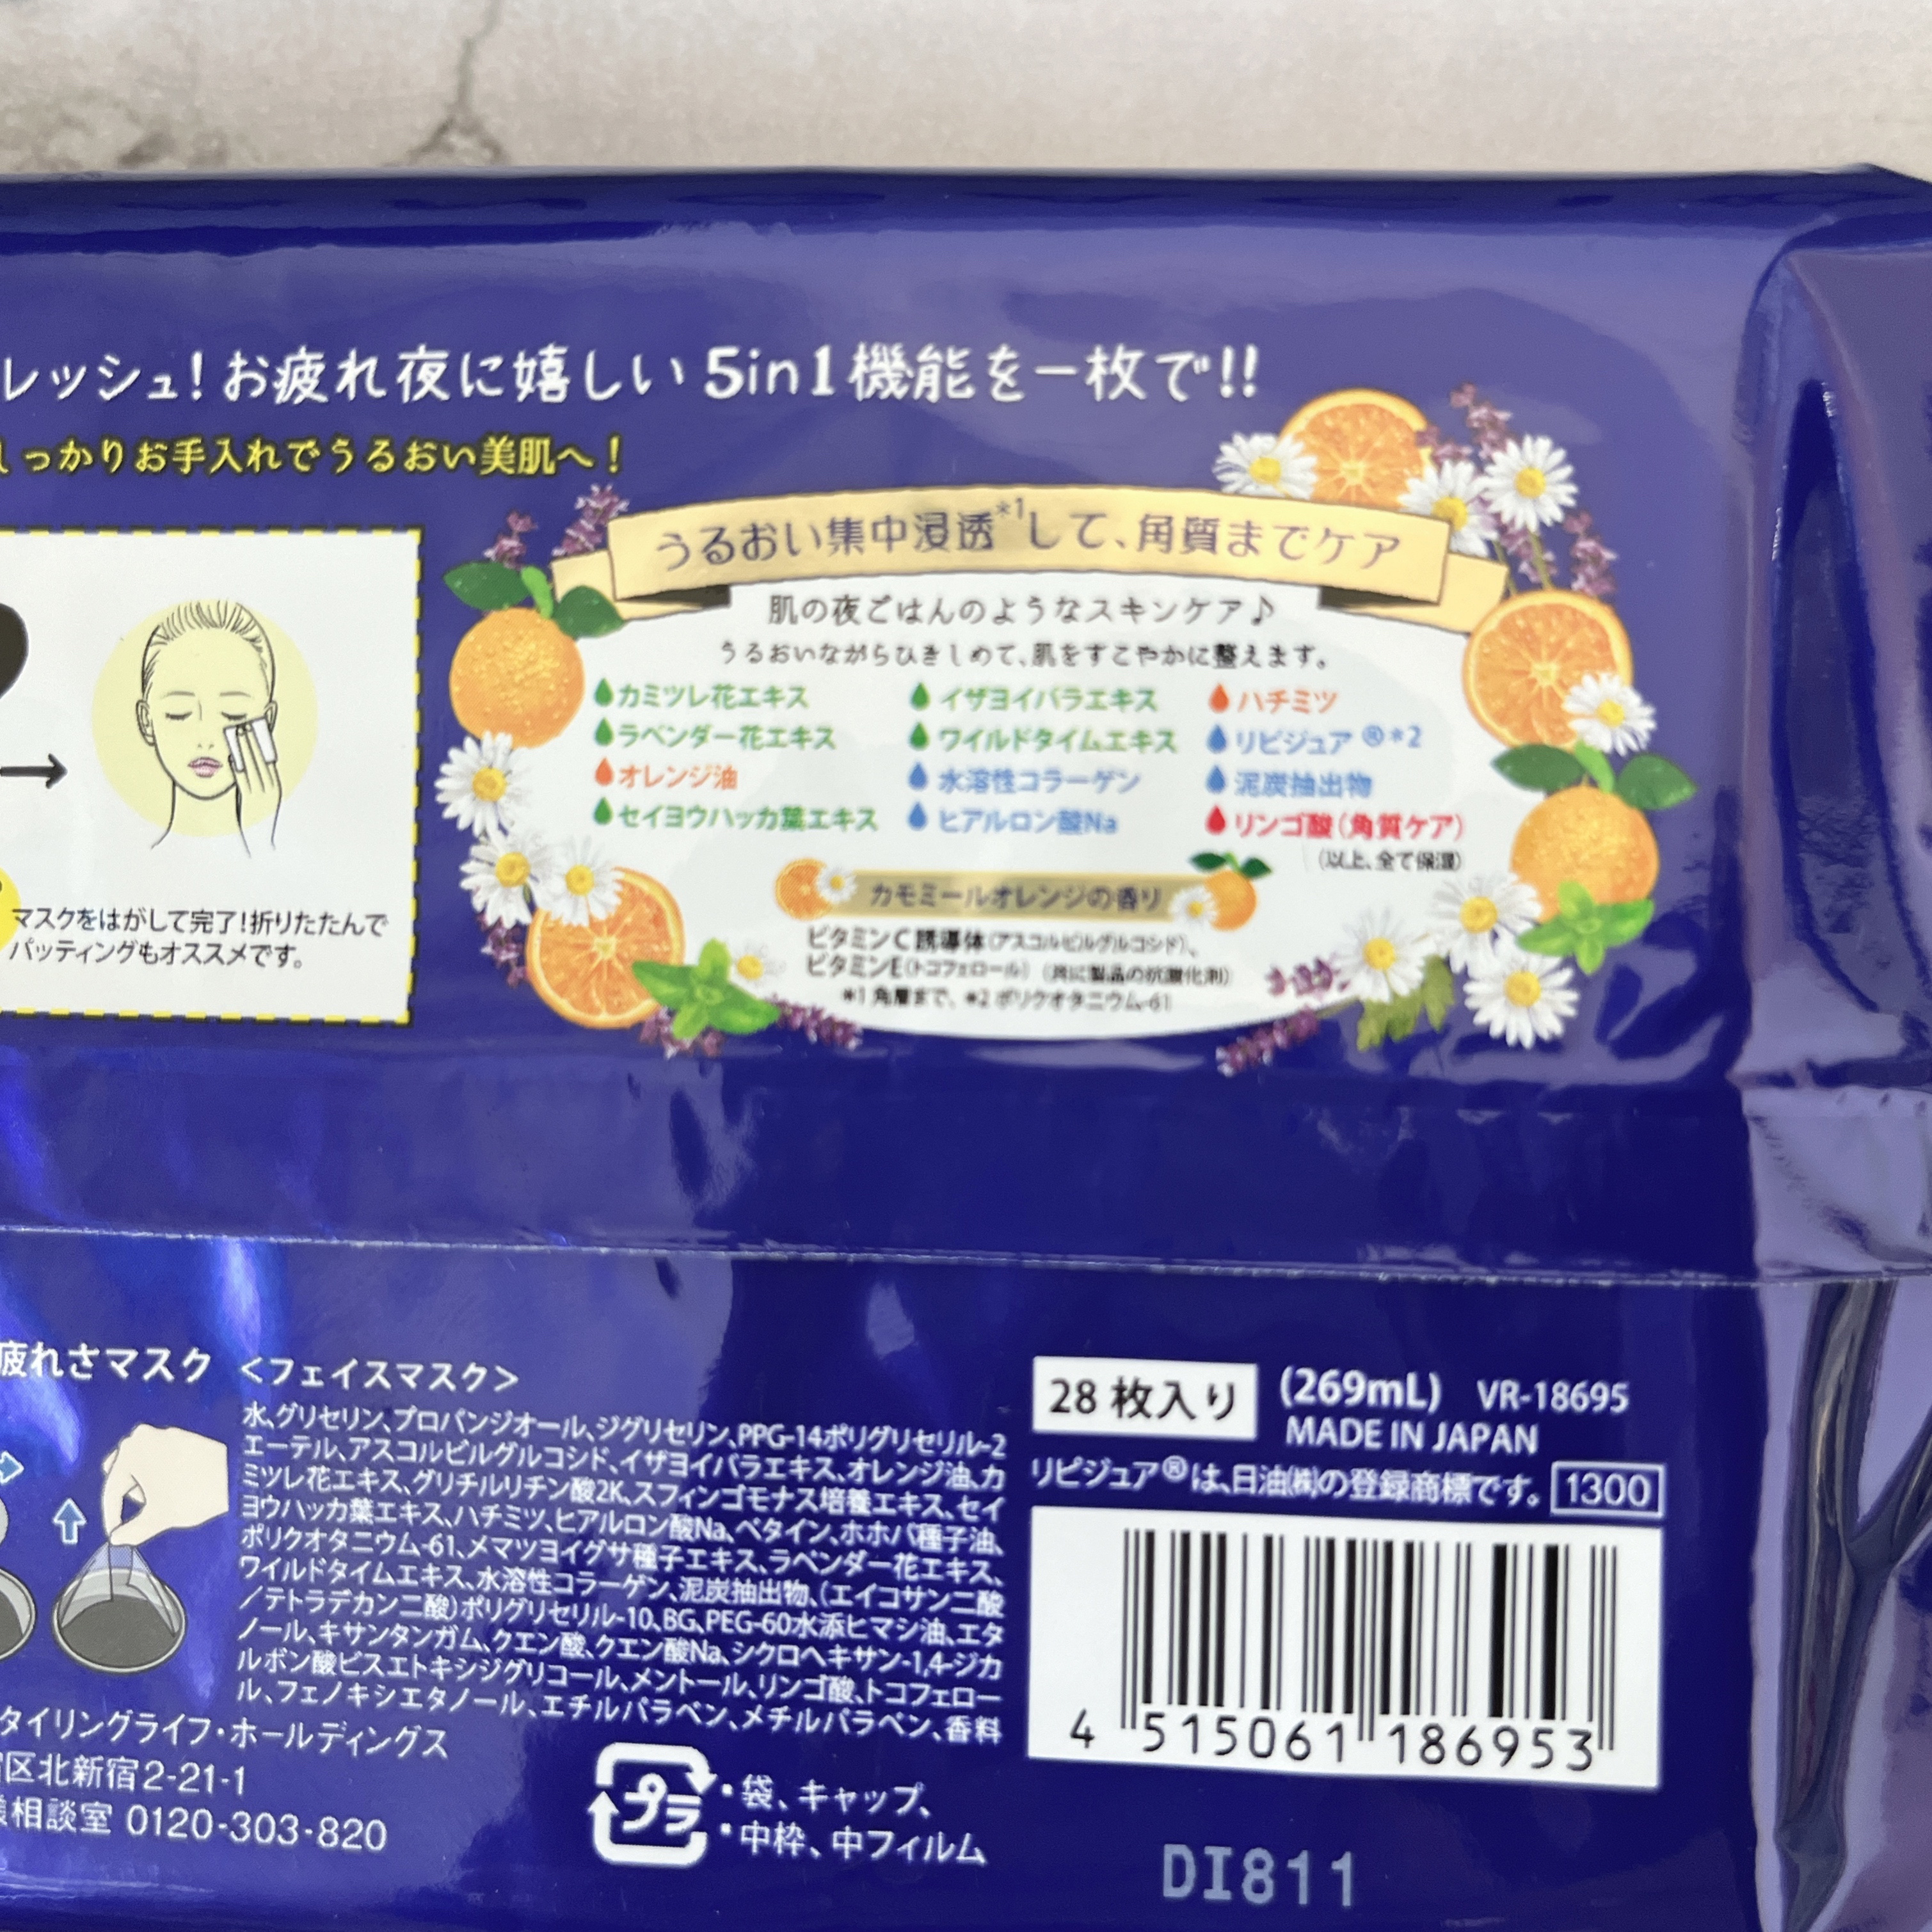 レッシュ!お疲れ夜に嬉しい5in1機能を一枚で!!
しっかりお手入れでうるおい美肌へ!
うるおい集中浸透*1して、角質までケア
肌の夜ごはんのようなスキンケア♪
うるおいながらひきしめて、肌をすこやかに整えます。
カミツレ花エキス イザヨイバラエキス ハチミツ
ラベンダー花エキス ワイルドタイムエキス リピジュア®*2
オレンジ油 水溶性コラーゲン 泥炭抽出物
セイヨウハッカ葉エキス ヒアルロン酸Na リンゴ酸(角質ケア)
(以上、全て保湿)
カモミールオレンジの香り
ビタミンC誘導体(アスコルビルグルコシド)、
ビタミンE(トコフェロール) (共に製品の抗酸化剤)
*1 角層まで、*2 ポリクオタニウム-61
マスクをはがして完了!折りたたんで
パッティングもオススメです。
疲れさマスク
<フェイスマスク>
水、グリセリン、プロパンジオール、ジグリセリン、PPG-14ポリグリセリル-2
エーテル、アスコルビルグルコシド、イザヨイバラエキス、オレンジ油、カ
ミツレ花エキス、グリチルリチン酸2K、スフィンゴモナス培養エキス、セイ
ヨウハッカ葉エキス、ハチミツ、ヒアルロン酸Na、ベタイン、ホホバ種子油、
ポリクオタニウム-61、メマツヨイグサ種子エキス、ラベンダー花エキス、
ワイルドタイムエキス、水溶性コラーゲン、泥炭抽出物、(エイコサン二酸
/テトラデカン二酸)ポリグリセリル-10、BG、PEG-60水添ヒマシ油、エタ
ノール、キサンタンガム、クエン酸、クエン酸Na、シクロヘキサン-1,4-ジカ
ルボン酸ビスエトキシジグリコール、メントール、リンゴ酸、トコフェロー
ル、フェノキシエタノール、エチルパラベン、メチルパラベン、香料
タイリングライフ・ホールディングス
宿区北新宿2-21-1
様相談室 0120-303-820
プラ
・袋、キャップ、
・中枠、中フィルム
28枚入り (269mL) VR-18695
MADE IN JAPAN
リピジュア®は、日油㈱の登録商標です。 1300
4 515061 186953
DI811